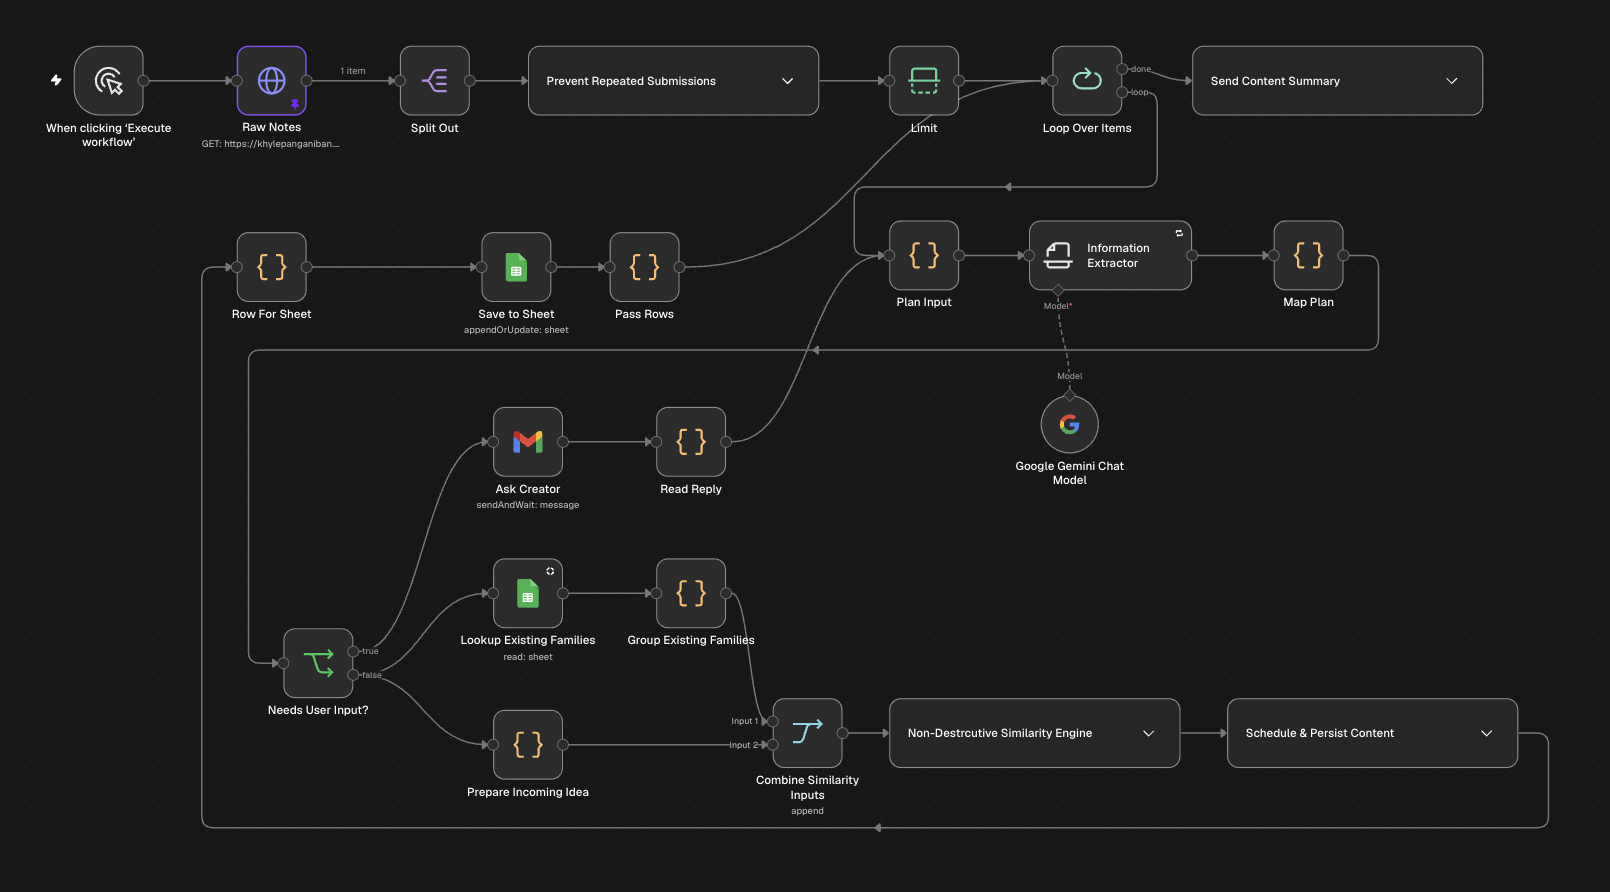 When clicking 'Execute
workflow'
Raw Notes
GET: https://khylepanganiban....
1 item
Split Out
Prevent Repeated Submissions
Limit
Loop Over Items
done
loop
Send Content Summary
Row For Sheet
Save to Sheet
appendOrUpdate: sheet
Pass Rows
Plan Input
Information
Extractor
Model*
Model
Google Gemini Chat
Model
Map Plan
Ask Creator
sendAndWait: message
Read Reply
Lookup Existing Families
read: sheet
Group Existing Families
Needs User Input?
true
false
Prepare Incoming Idea
Input 1
Input 2
Combine Similarity
Inputs
append
Non-Destrcutive Similarity Engine
Schedule & Persist Content